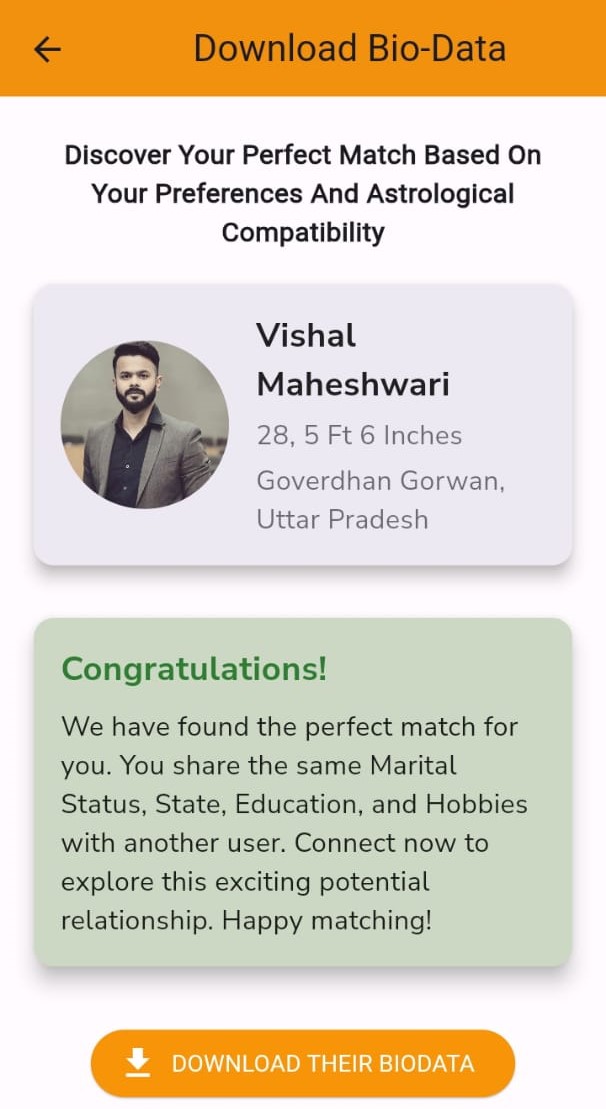 Download Bio-Data
Discover Your Perfect Match Based On
Your Preferences And Astrological
Compatibility
Vishal
Maheshwari
28, 5 Ft 6 Inches
Goverdhan Gorwan,
Uttar Pradesh
Congratulations!
We have found the perfect match for
you. You share the same Marital
Status, State, Education, and Hobbies
with another user. Connect now to
explore this exciting potential
relationship. Happy matching!
DOWNLOAD THEIR BIODATA